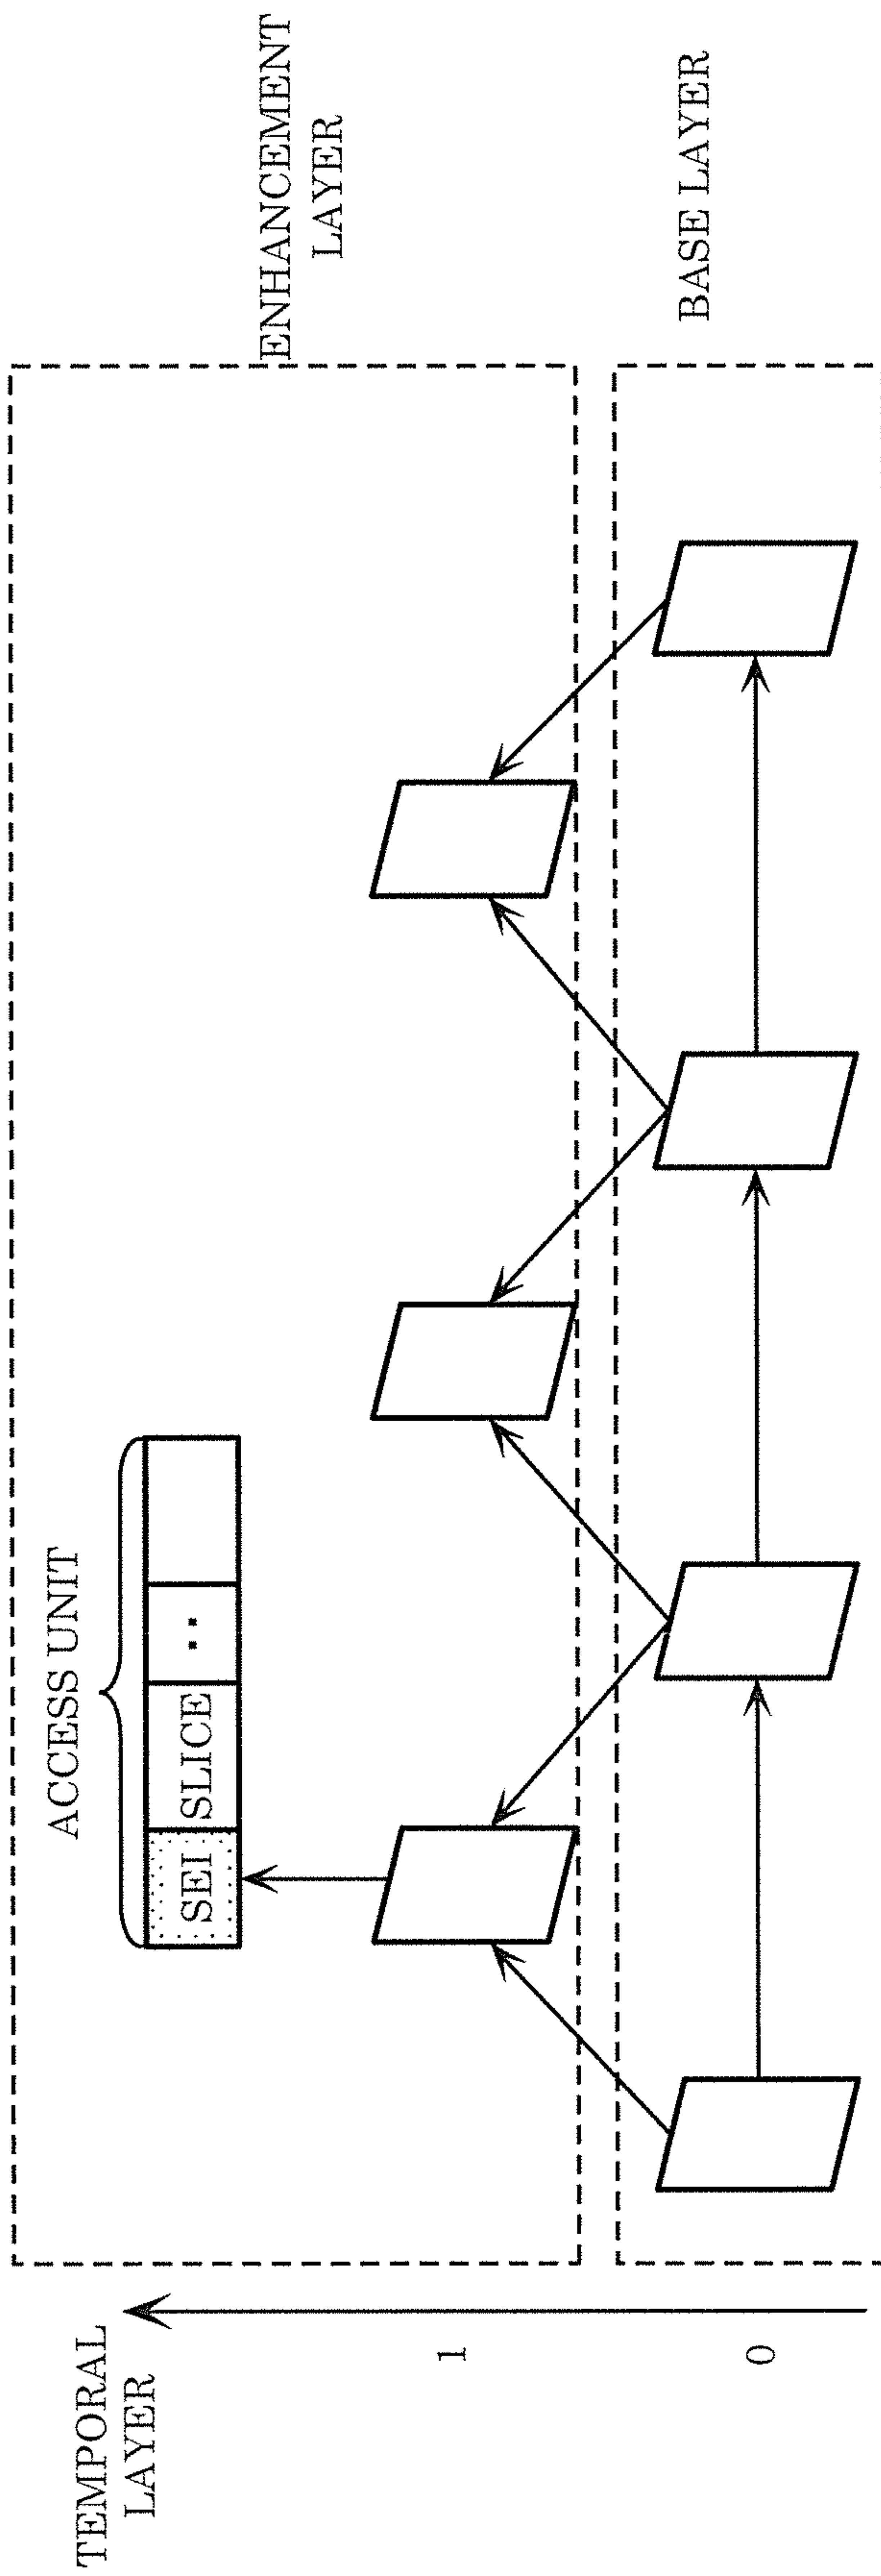 TEMPORAL
LAYER
1
0
ACCESS UNIT
SEI SLICE ..
ENHANCEMENT
LAYER
BASE LAYER